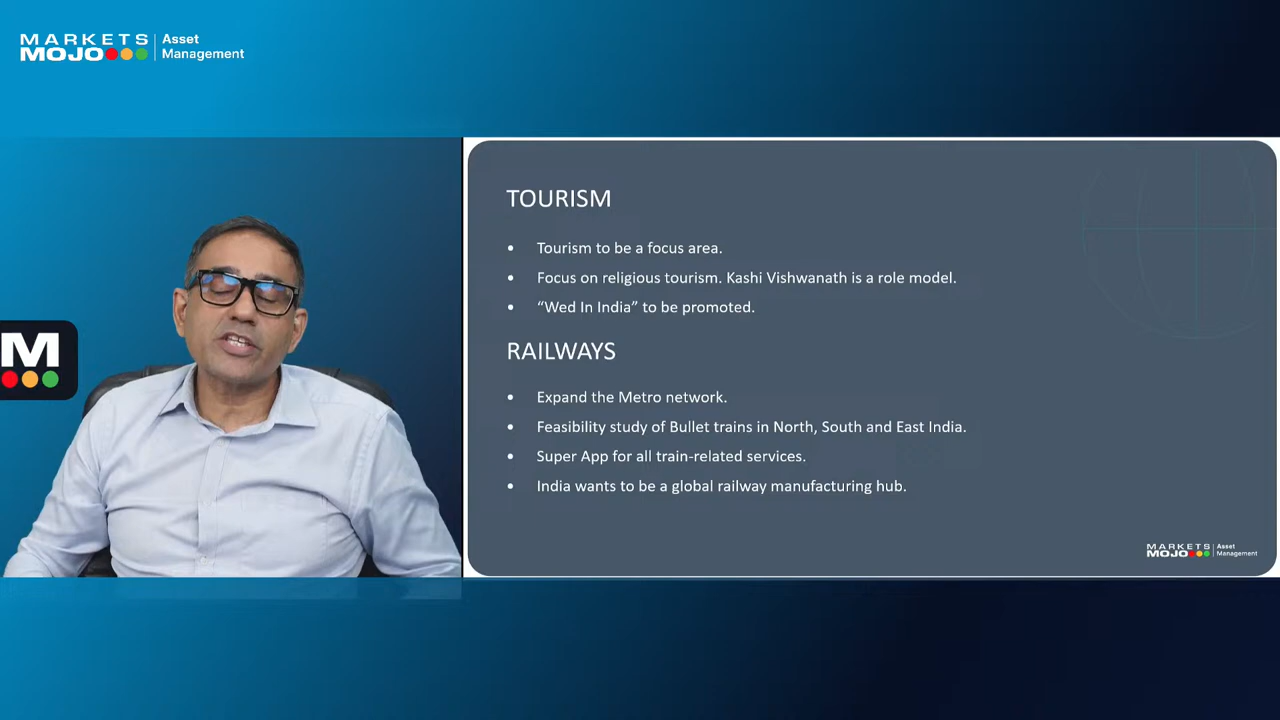 MARKETS
MOJO
Asset
Management
M
TOURISM
• Tourism to be a focus area.
• Focus on religious tourism. Kashi Vishwanath is a role model.
• “Wed In India” to be promoted.
RAILWAYS
• Expand the Metro network.
• Feasibility study of Bullet trains in North, South and East India.
• Super App for all train-related services.
• India wants to be a global railway manufacturing hub.
MARKETS
MOJO
Asset
Management